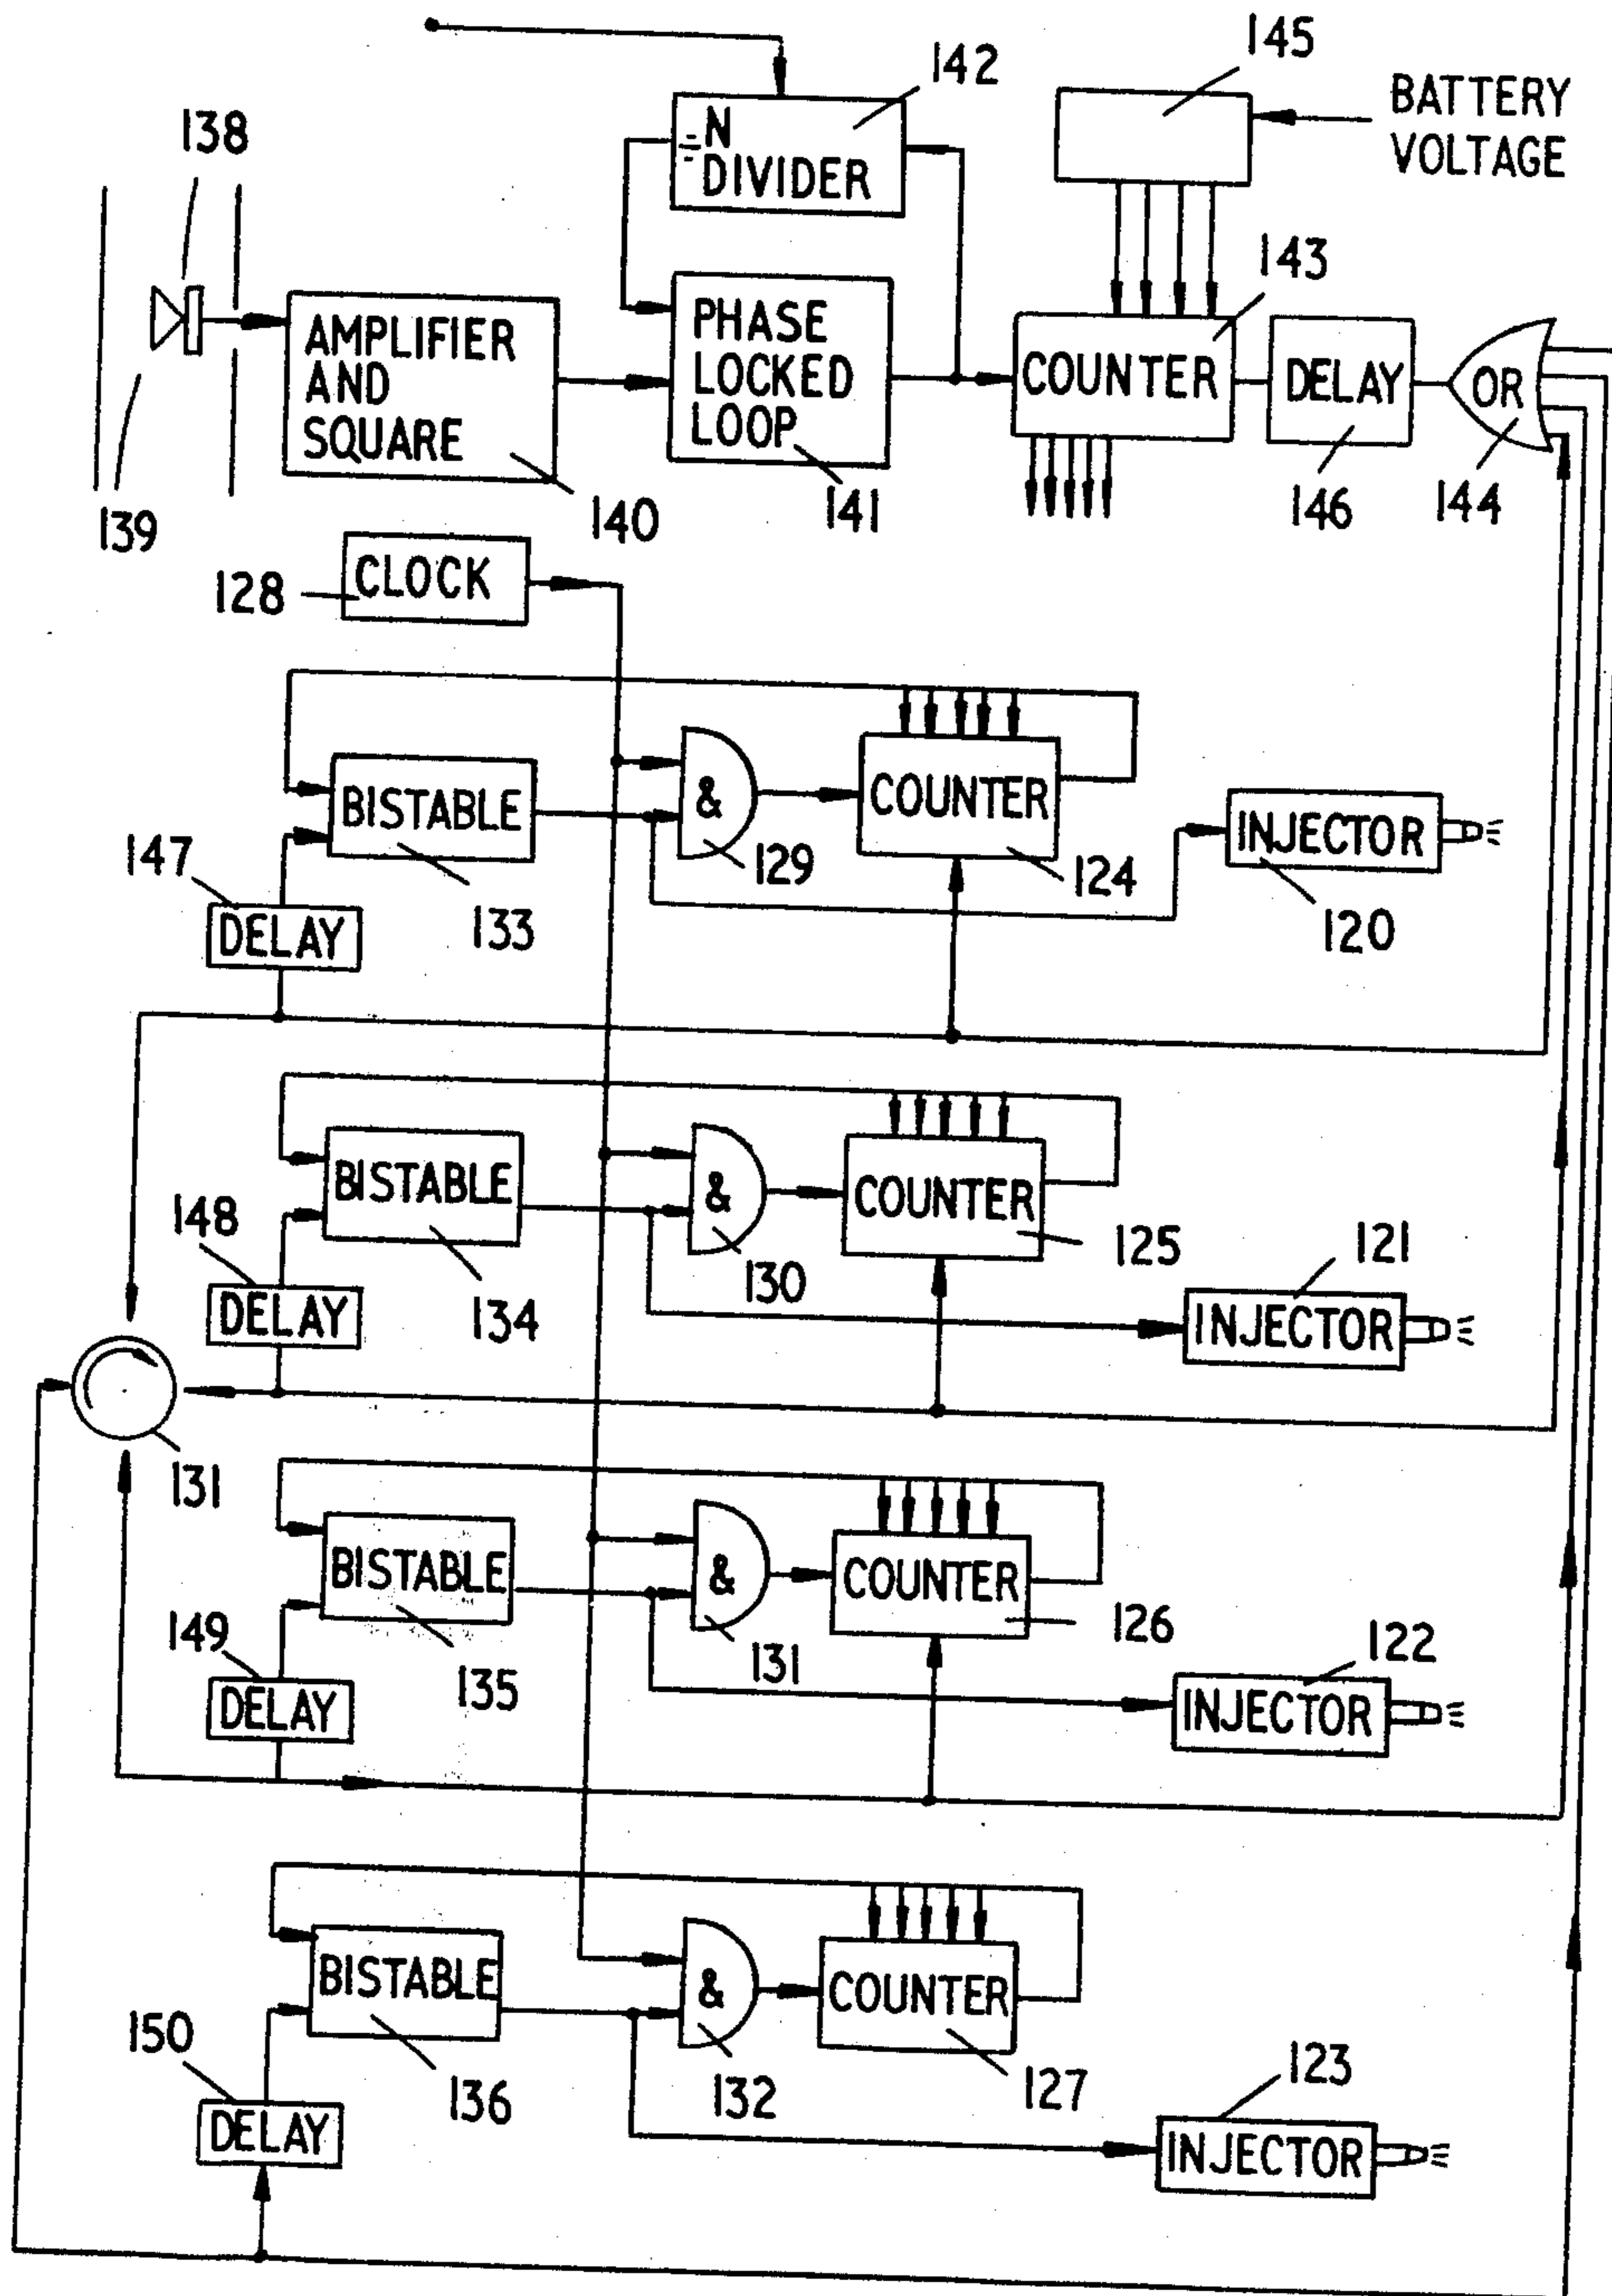 145
142
BATTERY
VOLTAGE
138
÷N
DIVIDER
143
AMPLIFIER
AND
SQUARE
PHASE
LOCKED
LOOP
COUNTER
DELAY
OR
139
140
141
146
144
CLOCK
128
BISTABLE
&
COUNTER
INJECTOR
147
129
124
DELAY
133
120
BISTABLE
&
COUNTER
148
125
121
DELAY
134
130
INJECTOR
131
BISTABLE
&
COUNTER
149
126
122
135
131
DELAY
INJECTOR
BISTABLE
&
COUNTER
150
136
132
127
123
DELAY
INJECTOR